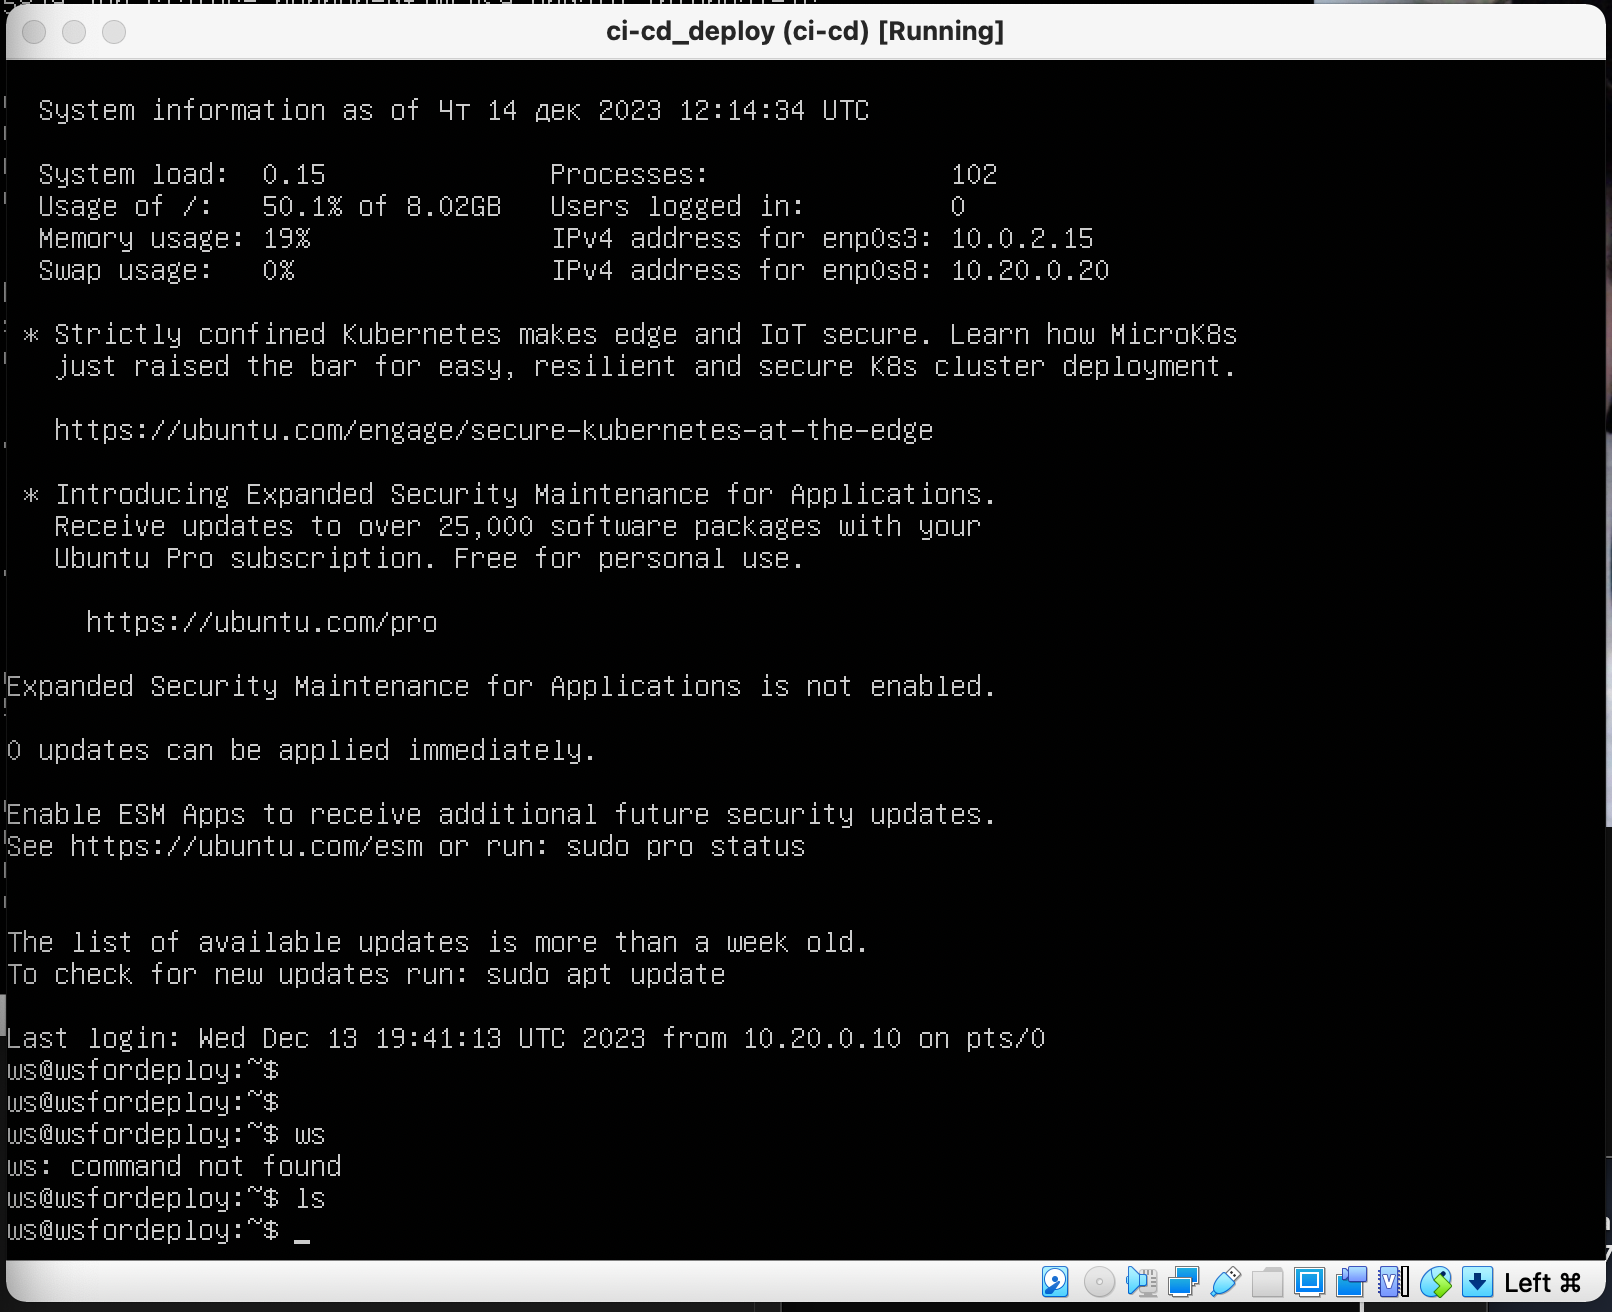 ci-cd_deploy (ci-cd) [Running]
System information as of Чт 14 дек 2023 12:14:34 UTC
System load:  0.15              Processes:               102
Usage of /:   50.1% of 8.02GB   Users logged in:         0
Memory usage: 19%               IPv4 address for enp0s3: 10.0.2.15
Swap usage:   0%                IPv4 address for enp0s8: 10.20.0.20
* Strictly confined Kubernetes makes edge and IoT secure. Learn how MicroK8s
just raised the bar for easy, resilient and secure K8s cluster deployment.
https://ubuntu.com/engage/secure-kubernetes-at-the-edge
* Introducing Expanded Security Maintenance for Applications.
Receive updates to over 25,000 software packages with your
Ubuntu Pro subscription. Free for personal use.
https://ubuntu.com/pro
Expanded Security Maintenance for Applications is not enabled.
0 updates can be applied immediately.
Enable ESM Apps to receive additional future security updates.
See https://ubuntu.com/esm or run: sudo pro status
The list of available updates is more than a week old.
To check for new updates run: sudo apt update
Last login: Wed Dec 13 19:41:13 UTC 2023 from 10.20.0.10 on pts/0
ws@wsfordeploy:~$
ws@wsfordeploy:~$
ws@wsfordeploy:~$ ws
ws: command not found
ws@wsfordeploy:~$ ls
ws@wsfordeploy:~$ _
Left ⌘